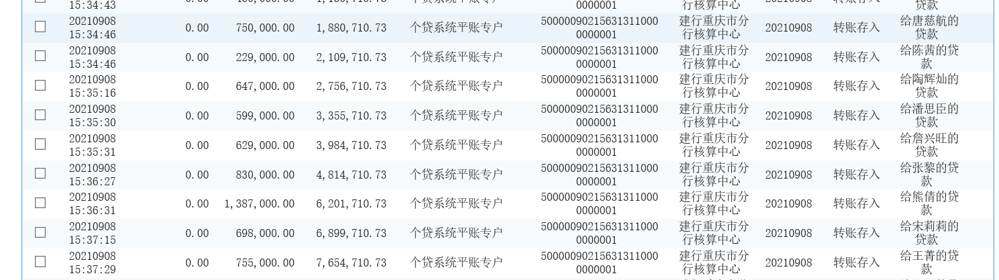 15:34:43 0.00 个贷系统平账专户 0000001 行核算中心 20210908 转账存入 贷款
20210908 500000902156313110000 建行重庆市分 给唐慈航的
0.00 750,000.00 1,880,710.73 个贷系统平账专户 20210908 转账存入
15:34:46 0000001 行核算中心 贷款
20210908 50000090215631311000 建行重庆市分 给陈茜的贷
0.00 229,000.00 2,109,710.73 个贷系统平账专户 20210908 转账存入
15:34:46 0000001 行核算中心 款
20210908 50000090215631311000 建行重庆市分 给陶辉灿的
0.00 647,000.00 2,756,710.73 个贷系统平账专户 20210908 转账存入
15:35:16 0000001 行核算中心 贷款
20210908 50000090215631311000 建行重庆市分 给潘思臣的
0.00 599,000.00 3,355,710.73 个贷系统平账专户 20210908 转账存入
15:35:30 0000001 行核算中心 贷款
20210908 50000090215631311000 建行重庆市分 给詹兴旺的
0.00 629,000.00 3,984,710.73 个贷系统平账专户 20210908 转账存入
15:35:31 0000001 行核算中心 贷款
20210908 50000090215631311000 建行重庆市分 给张黎的贷
0.00 830,000.00 4,814,710.73 个贷系统平账专户 20210908 转账存入
15:36:27 0000001 行核算中心 款
20210908 50000090215631311000 建行重庆市分 给熊倩的贷
0.00 1,387,000.00 6,201,710.73 个贷系统平账专户 20210908 转账存入
15:36:31 0000001 行核算中心 款
20210908 50000090215631311000 建行重庆市分 给宋莉莉的
0.00 698,000.00 6,899,710.73 个贷系统平账专户 20210908 转账存入
15:37:15 0000001 行核算中心 贷款
20210908 50000090215631311000 建行重庆市分 给王菁的贷
0.00 755,000.00 7,654,710.73 个贷系统平账专户 20210908 转账存入
15:37:29 0000001 行核算中心 款